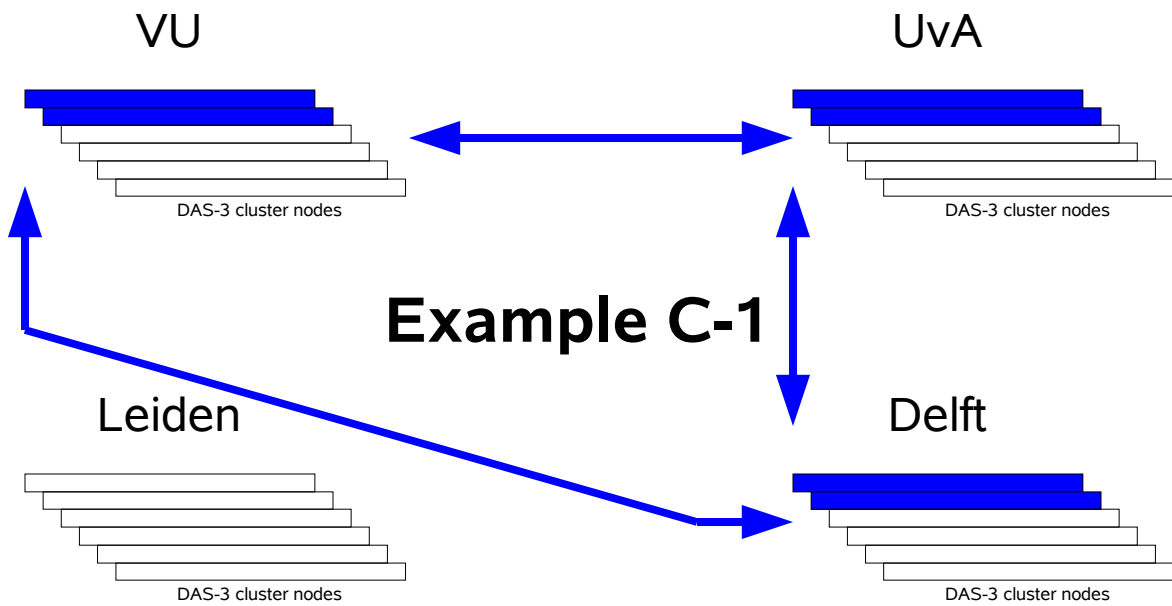 VU
UvA
DAS-3 cluster nodes
DAS-3 cluster nodes
Example C-1
Leiden
Delft
DAS-3 cluster nodes
DAS-3 cluster nodes